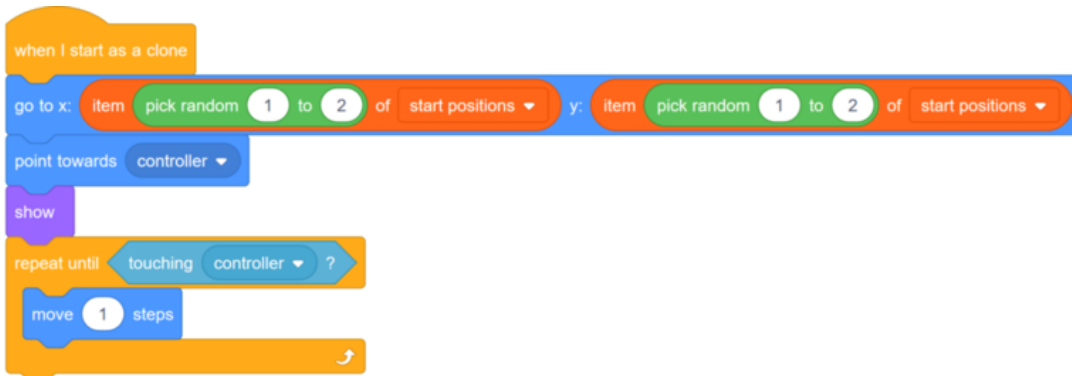 when I start as a clone
go to x: item pick random 1 to 2 of start positions y: item pick random 1 to 2 of start positions
point towards controller
show
repeat until touching controller ?
move 1 steps